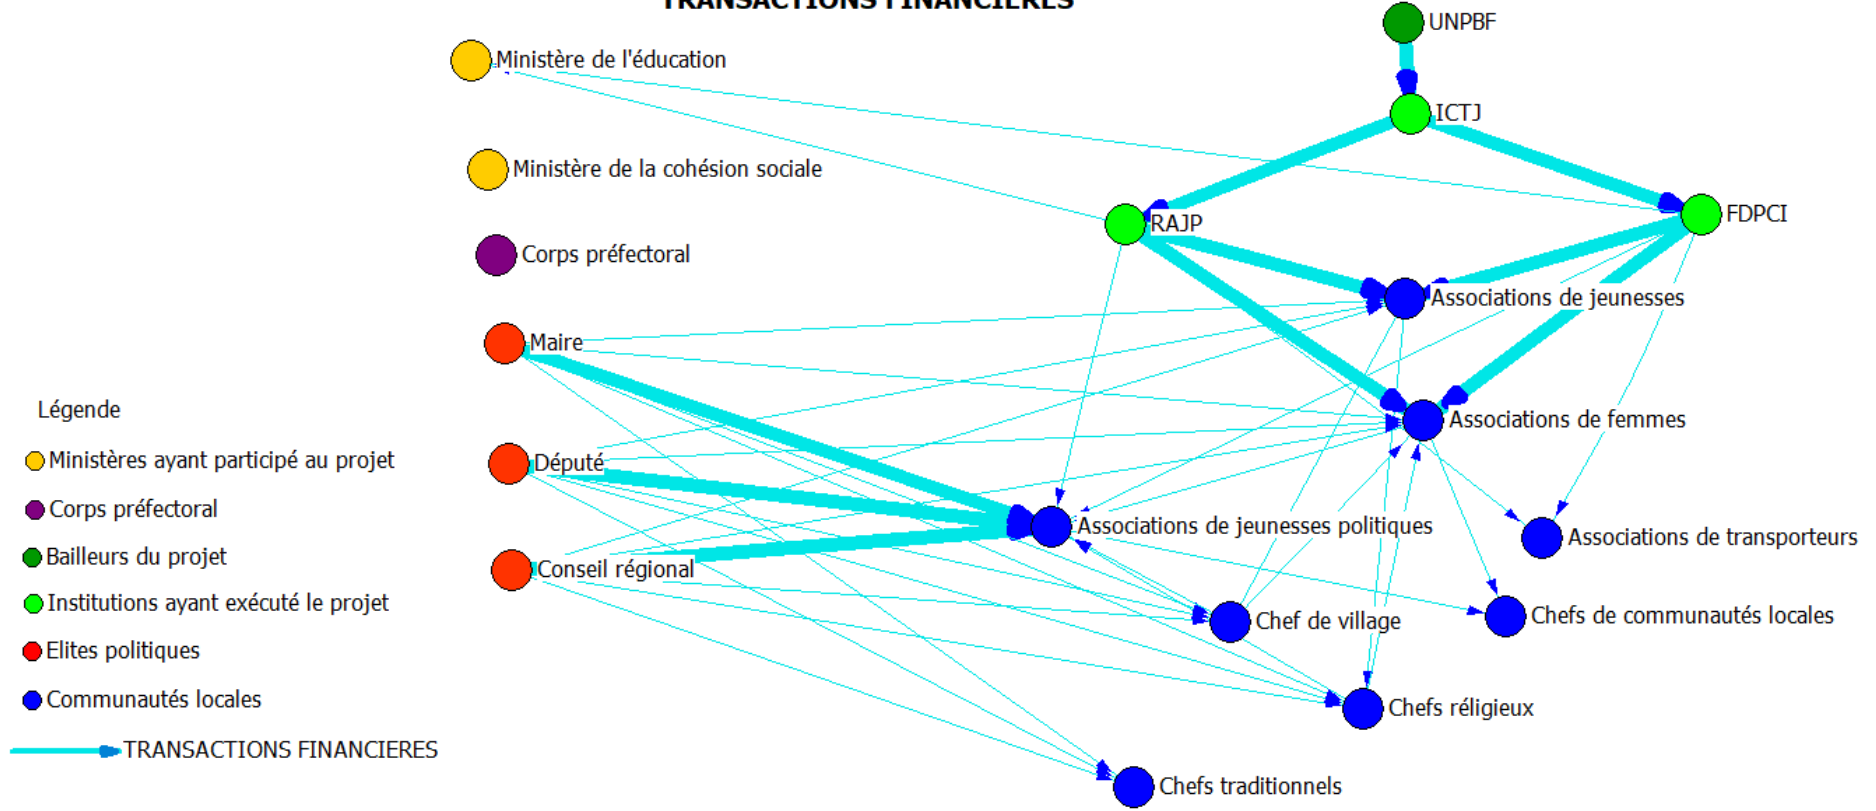 TRANSACTIONS FINANCIERES
UNPBF
Ministère de l'éducation
ICTJ
Ministère de la cohésion sociale
RAJP
FDPCI
Corps préfectoral
Associations de jeunesses
Maire
Légende
Associations de femmes
Ministères ayant participé au projet
Député
Corps préfectoral
Associations de jeunesses politiques
Associations de transporteurs
Bailleurs du projet
Conseil régional
Institutions ayant exécuté le projet
Chef de village
Chefs de communautés locales
Elites politiques
Communautés locales
Chefs réligieux
TRANSACTIONS FINANCIERES
Chefs traditionnels